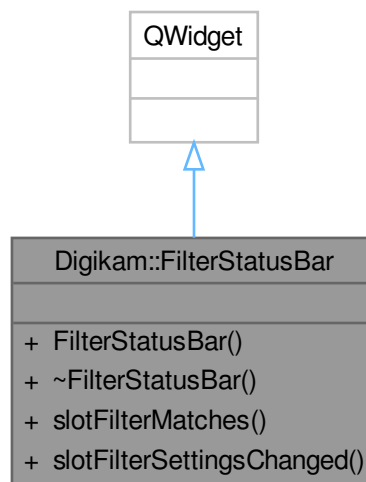 QWidget
Digikam::FilterStatusBar
+ FilterStatusBar()
+ ~FilterStatusBar()
+ slotFilterMatches()
+ slotFilterSettingsChanged()